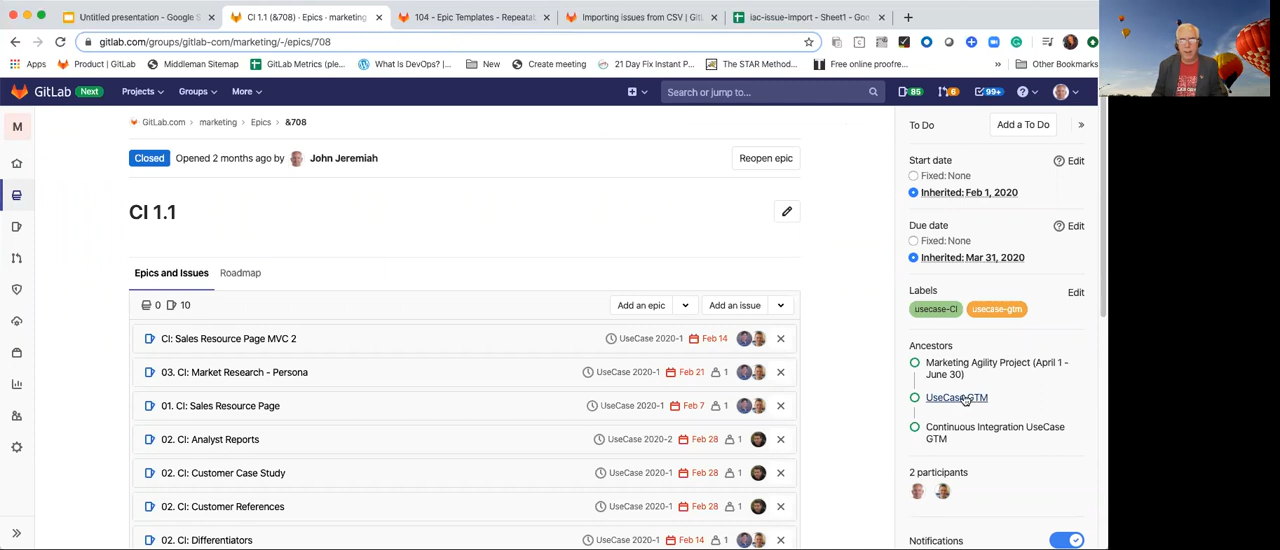 Untitled presentation - Google S
CI 1.1 (&708) · Epics · marketing
104 - Epic Templates - Repeatab
Importing issues from CSV | GitL
iac-issue-import - Sheet1 - Goo
gitlab.com/groups/gitlab-com/marketing/-/epics/708
Apps
Product | GitLab
Middleman Sitemap
GitLab Metrics (ple...
What Is DevOps? |...
New
Create meeting
21 Day Fix Instant P...
The STAR Method...
Free online proofre...
»
Other Bookmarks
GitLab
Next
Projects
Groups
More
Search or jump to...
85
6
99+
M
GitLab.com > marketing > Epics > &708
Closed
Opened 2 months ago by
John Jeremiah
Reopen epic
CI 1.1
Epics and Issues
Roadmap
0
10
Add an epic
Add an issue
CI: Sales Resource Page MVC 2
UseCase 2020-1
Feb 14
03. CI: Market Research - Persona
UseCase 2020-1
Feb 21
1
01. CI: Sales Resource Page
UseCase 2020-1
Feb 7
1
02. CI: Analyst Reports
UseCase 2020-2
Feb 28
1
02. CI: Customer Case Study
UseCase 2020-1
Feb 28
1
02. CI: Customer References
UseCase 2020-1
Feb 28
1
02. CI: Differentiators
UseCase 2020-1
Feb 14
1
To Do
Add a To Do
»
Start date
Edit
Fixed: None
Inherited: Feb 1, 2020
Due date
Edit
Fixed: None
Inherited: Mar 31, 2020
Labels
Edit
usecase-CI
usecase-gtm
Ancestors
Marketing Agility Project (April 1 -
June 30)
UseCase GTM
Continuous Integration UseCase
GTM
2 participants
Notifications